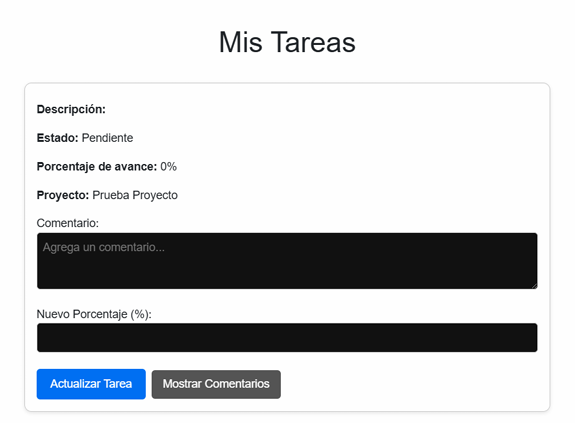 Mis Tareas
Descripción:
Estado: Pendiente
Porcentaje de avance: 0%
Proyecto: Prueba Proyecto
Comentario:
Agrega un comentario...
Nuevo Porcentaje (%):
Actualizar Tarea Mostrar Comentarios